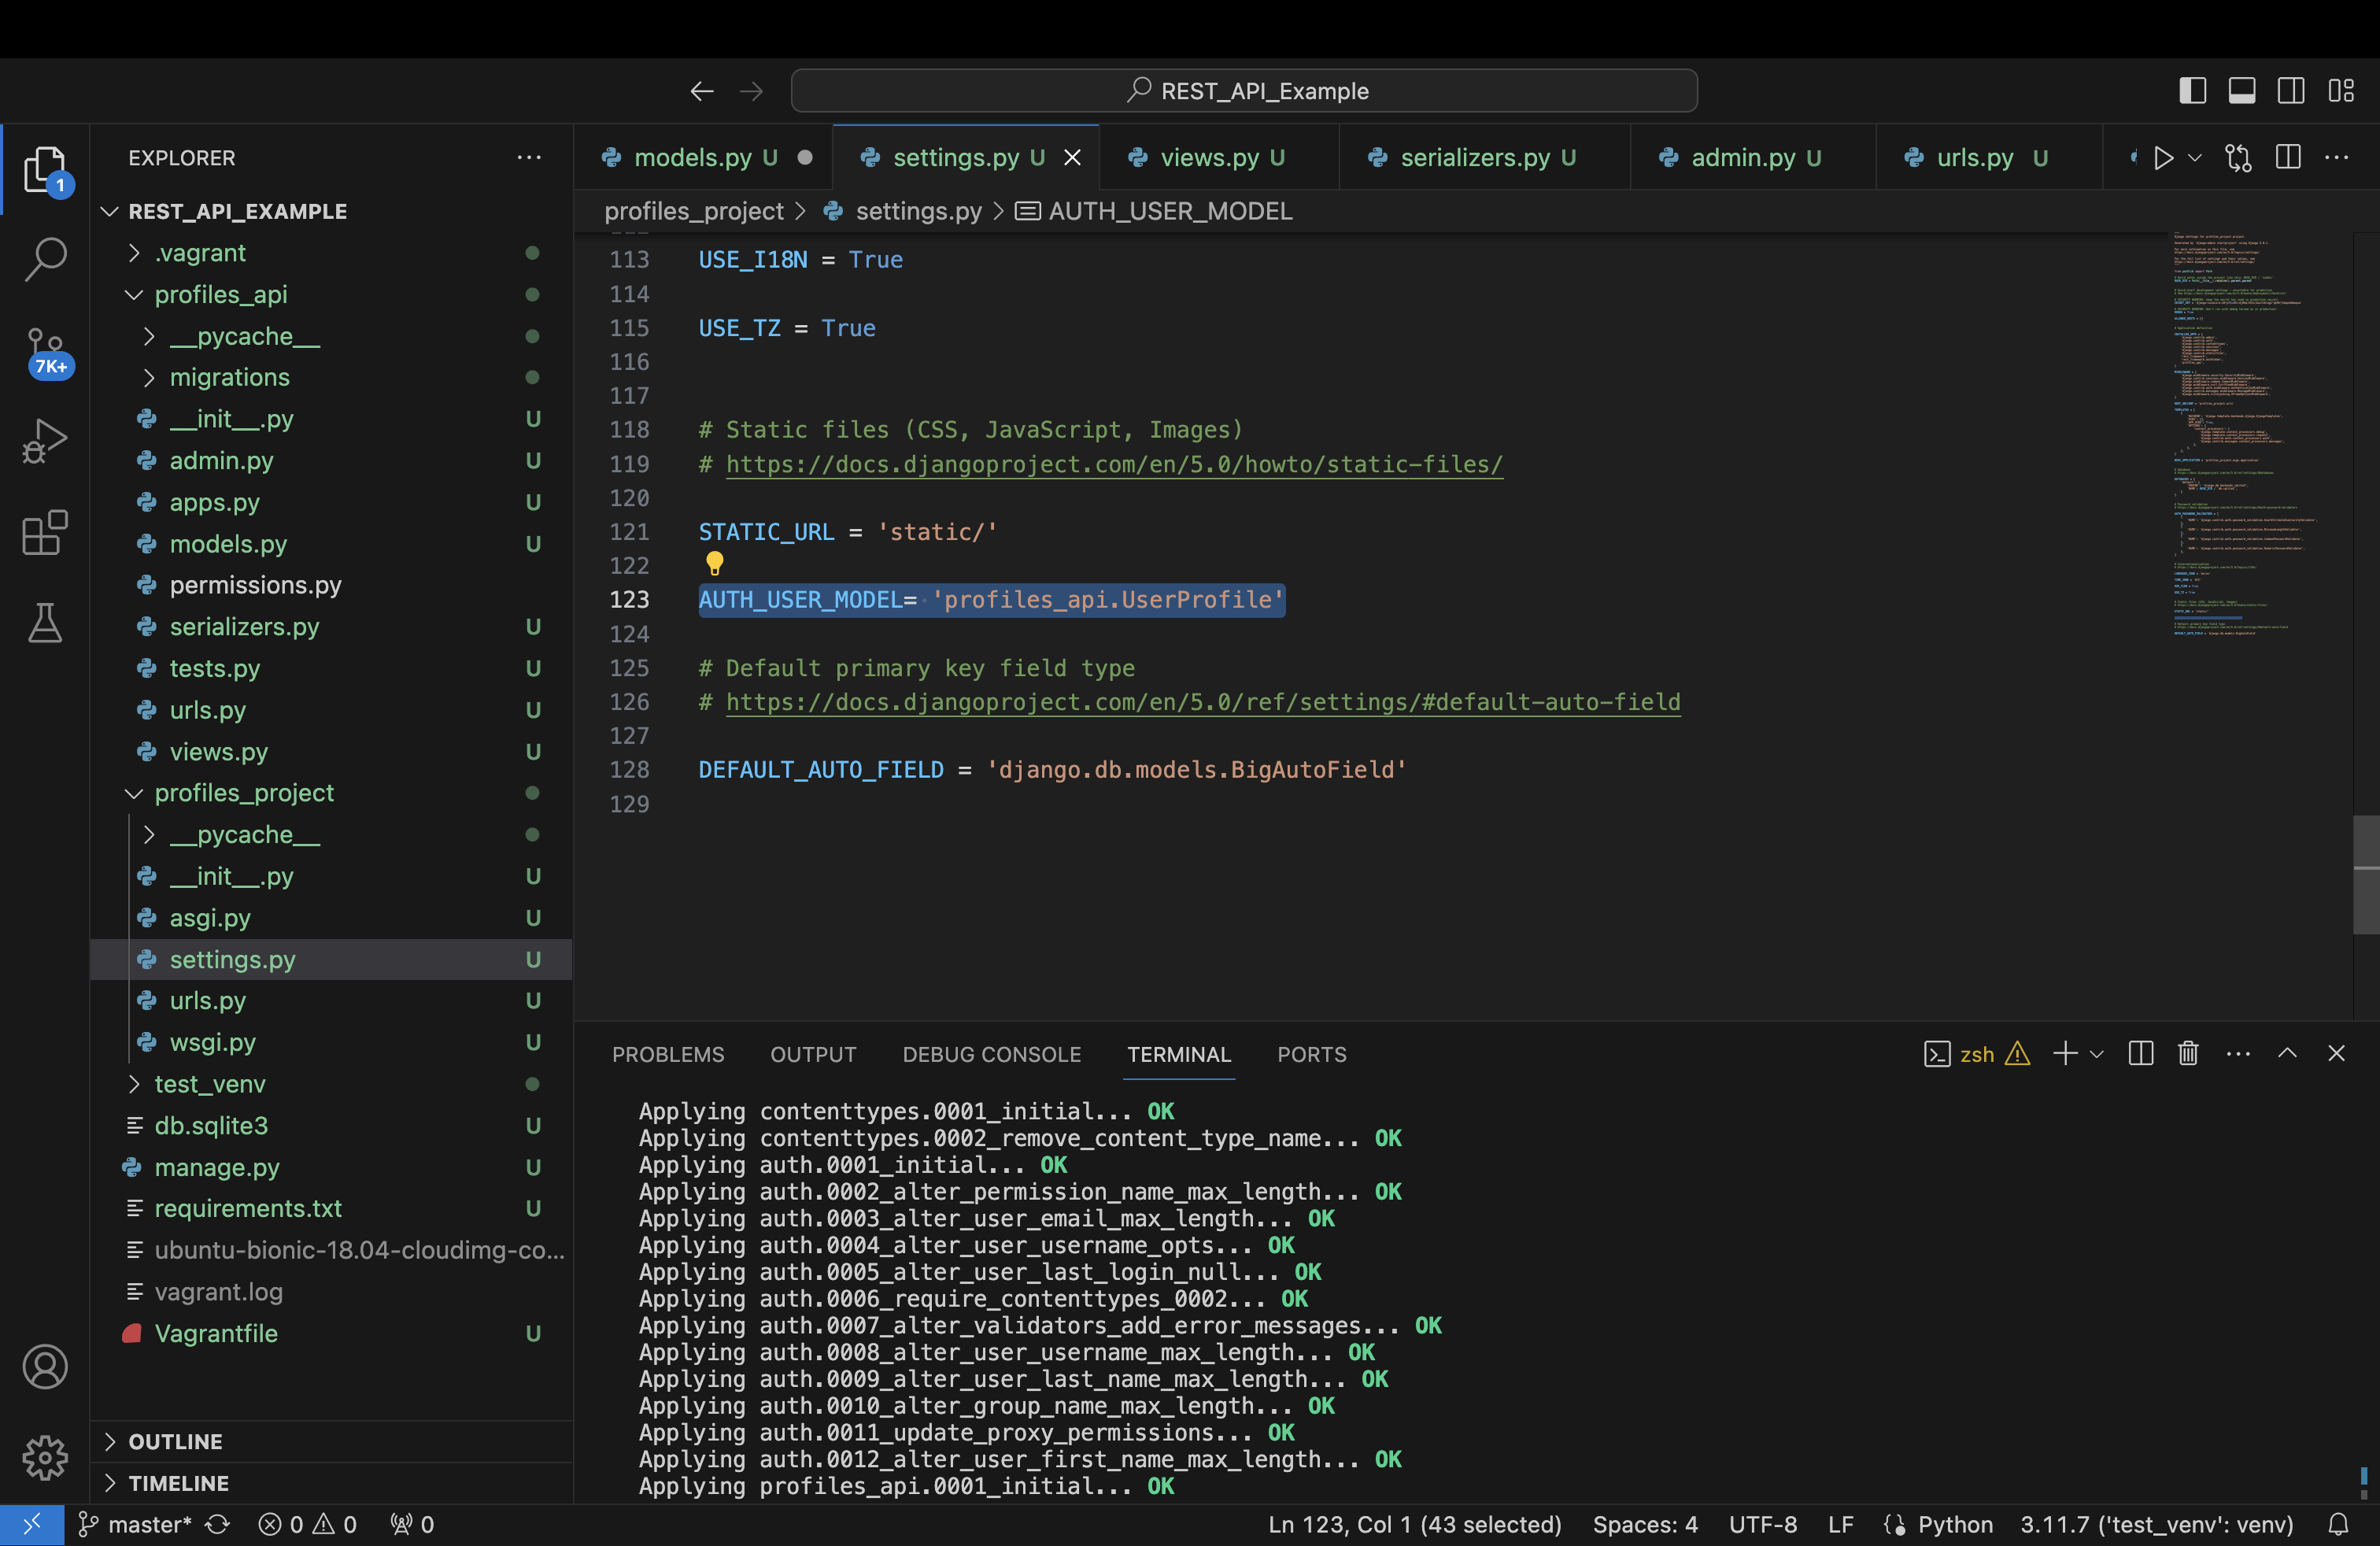 REST_API_Example
EXPLORER
1
7K+
REST_API_EXAMPLE
.vagrant
profiles_api
__pycache__
migrations
__init__.py U
admin.py U
apps.py U
models.py U
permissions.py
serializers.py U
tests.py U
urls.py U
views.py U
profiles_project
__pycache__
__init__.py U
asgi.py U
settings.py U
urls.py U
wsgi.py U
test_venv
db.sqlite3 U
manage.py U
requirements.txt U
ubuntu-bionic-18.04-cloudimg-co...
vagrant.log
Vagrantfile U
OUTLINE
TIMELINE
models.py U settings.py U views.py U serializers.py U admin.py U urls.py U
profiles_project > settings.py > AUTH_USER_MODEL
113 USE_I18N = True
114
115 USE_TZ = True
116
117
118 # Static files (CSS, JavaScript, Images)
119 # https://docs.djangoproject.com/en/5.0/howto/static-files/
120
121 STATIC_URL = 'static/'
122
123 AUTH_USER_MODEL= 'profiles_api.UserProfile'
124
125 # Default primary key field type
126 # https://docs.djangoproject.com/en/5.0/ref/settings/#default-auto-field
127
128 DEFAULT_AUTO_FIELD = 'django.db.models.BigAutoField'
129
PROBLEMS OUTPUT DEBUG CONSOLE TERMINAL PORTS
zsh
Applying contenttypes.0001_initial... OK
Applying contenttypes.0002_remove_content_type_name... OK
Applying auth.0001_initial... OK
Applying auth.0002_alter_permission_name_max_length... OK
Applying auth.0003_alter_user_email_max_length... OK
Applying auth.0004_alter_user_username_opts... OK
Applying auth.0005_alter_user_last_login_null... OK
Applying auth.0006_require_contenttypes_0002... OK
Applying auth.0007_alter_validators_add_error_messages... OK
Applying auth.0008_alter_user_username_max_length... OK
Applying auth.0009_alter_user_last_name_max_length... OK
Applying auth.0010_alter_group_name_max_length... OK
Applying auth.0011_update_proxy_permissions... OK
Applying auth.0012_alter_user_first_name_max_length... OK
Applying profiles_api.0001_initial... OK
master* 0 0 0 Ln 123, Col 1 (43 selected) Spaces: 4 UTF-8 LF Python 3.11.7 ('test_venv': venv)